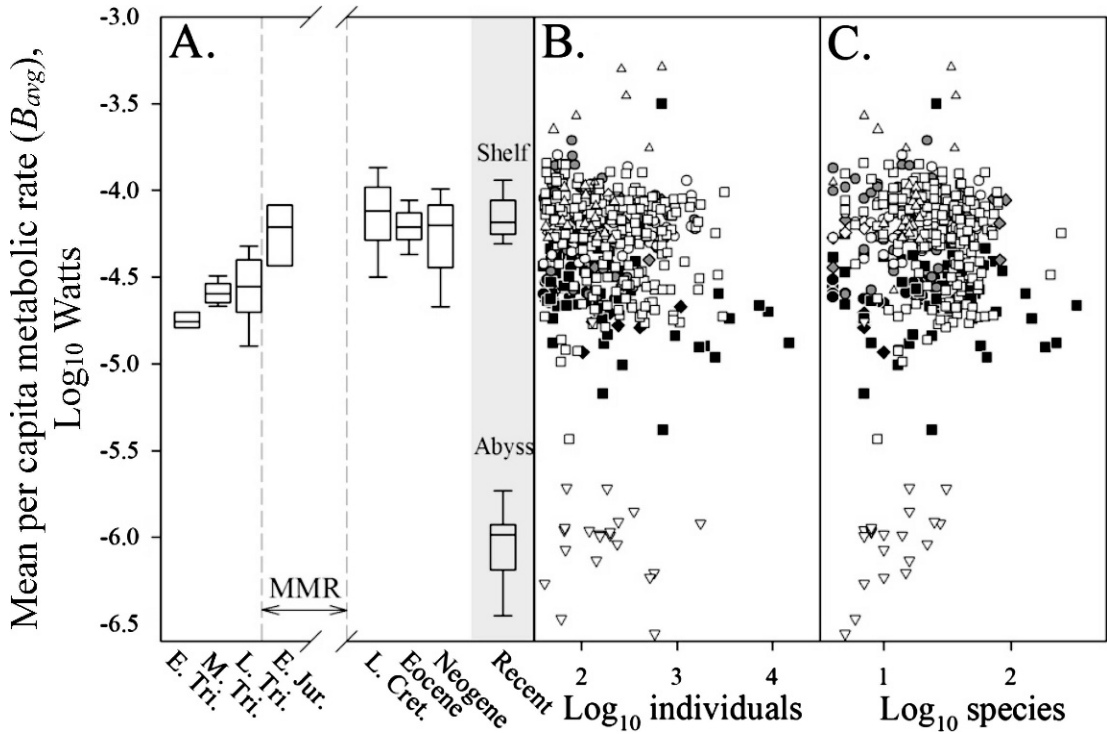 Mean per capita metabolic rate (Bavg),
Log10 Watts
-3.0
-3.5
-4.0
-4.5
-5.0
-5.5
-6.0
-6.5
A.
B.
C.
Shelf
Abyss
MMR
E. Tri.
M. Tri.
L. Tri.
E. Jur.
L. Cret.
Eocene
Neogene
Recent
2
3
4
Log10 individuals
1
2
Log10 species